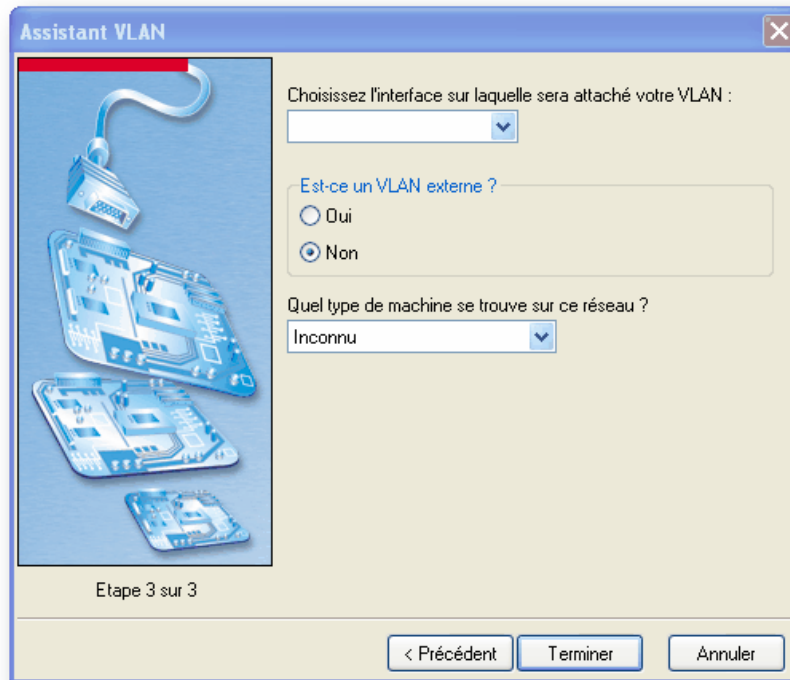 Assistant VLAN
Choisissez l'interface sur laquelle sera attaché votre VLAN :
Est-ce un VLAN externe ?
Oui
Non
Quel type de machine se trouve sur ce réseau ?
Inconnu
Etape 3 sur 3
< Précédent
Terminer
Annuler